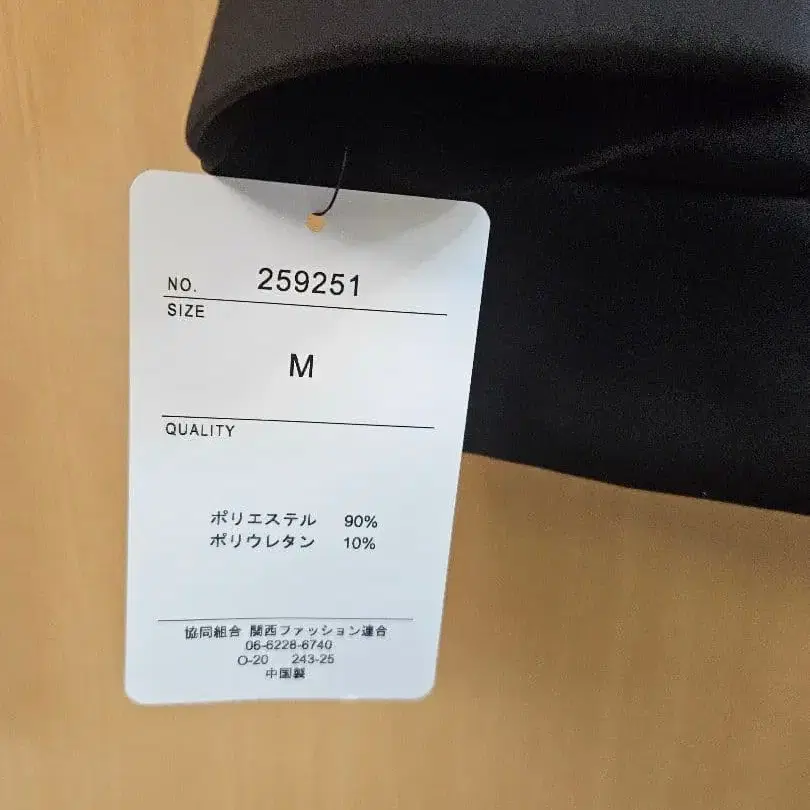 NO. 259251
SIZE
M
QUALITY
ポリエステル 90%
ポリウレタン 10%
協同組合 関西ファッション連合
06-6228-6740
O-20 243-25
中国製